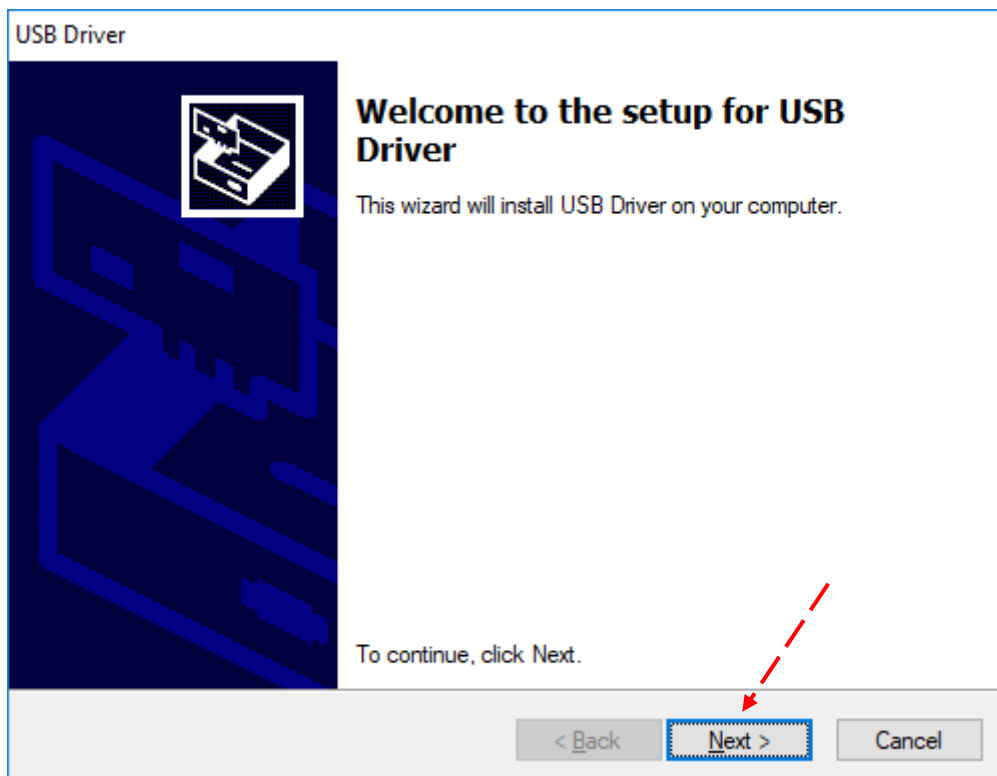 USB Driver
Welcome to the setup for USB
Driver
This wizard will install USB Driver on your computer.
To continue, click Next.
< Back
Next >
Cancel